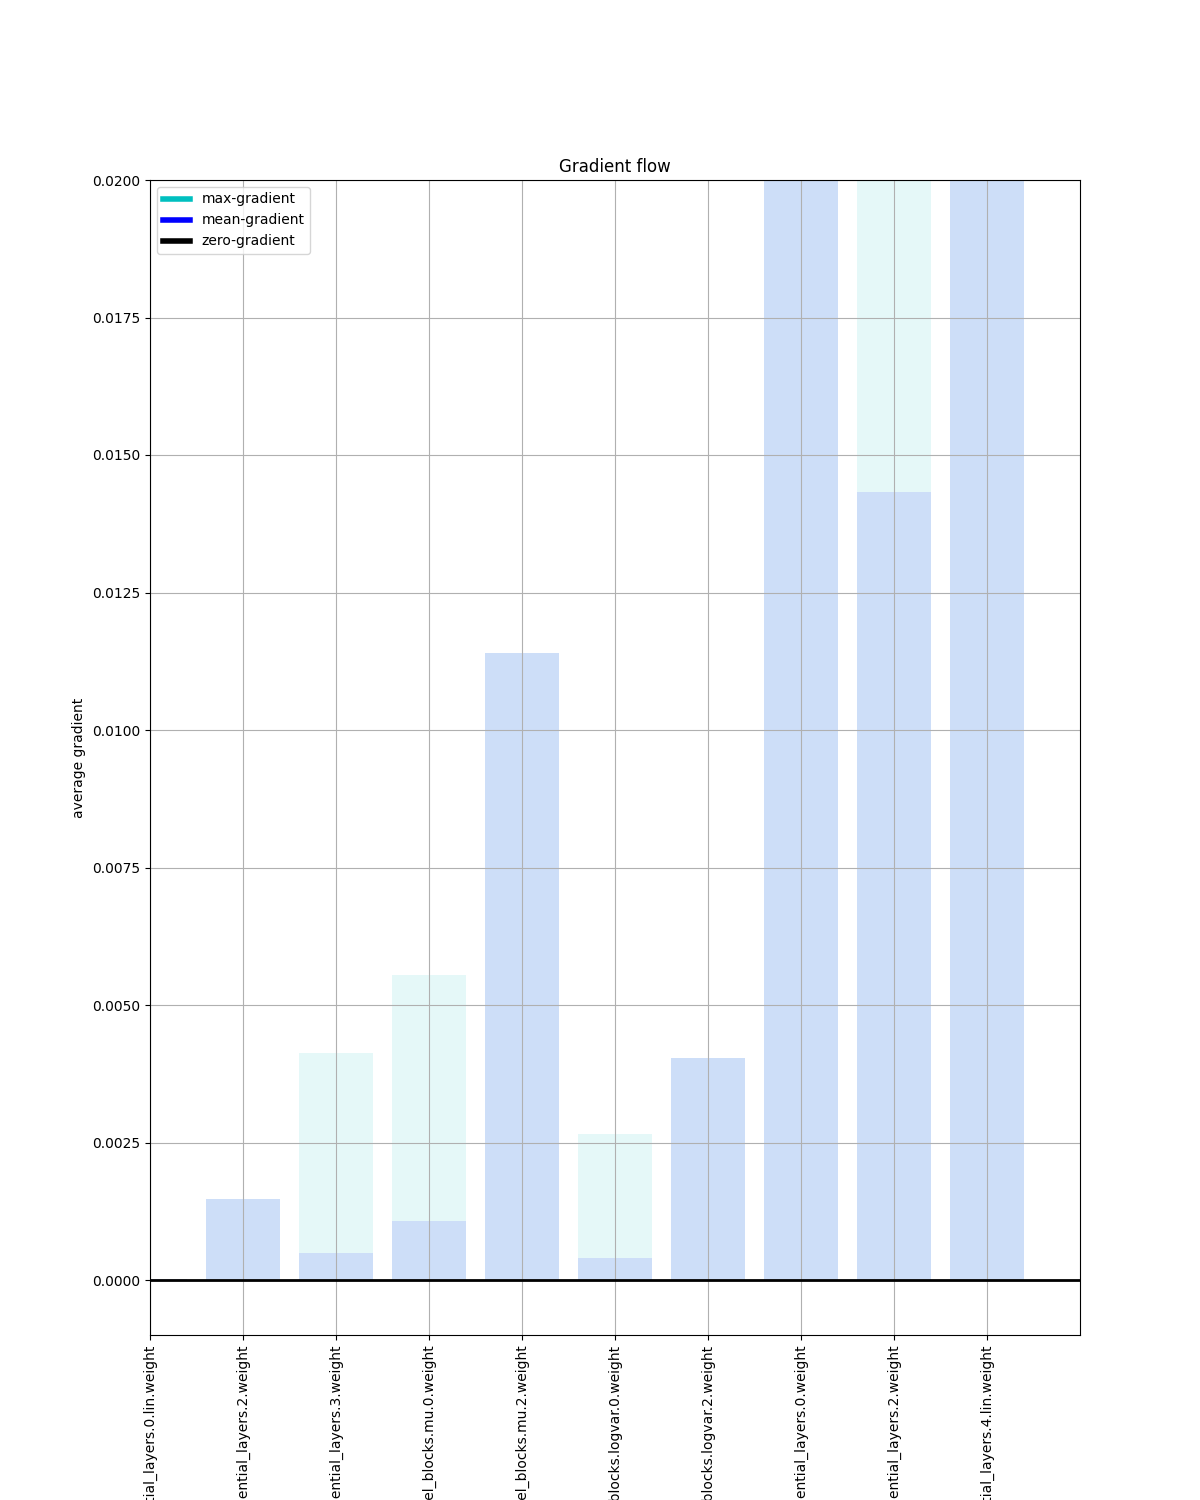 Gradient flow
max-gradient
mean-gradient
zero-gradient
0.0200
0.0175
0.0150
0.0125
0.0100
0.0075
0.0050
0.0025
0.0000
average gradient
tial_layers.0.lin.weight
ential_layers.2.weight
ential_layers.3.weight
el_blocks.mu.0.weight
el_blocks.mu.2.weight
blocks.logvar.0.weight
blocks.logvar.2.weight
ential_layers.0.weight
ential_layers.2.weight
tial_layers.4.lin.weight